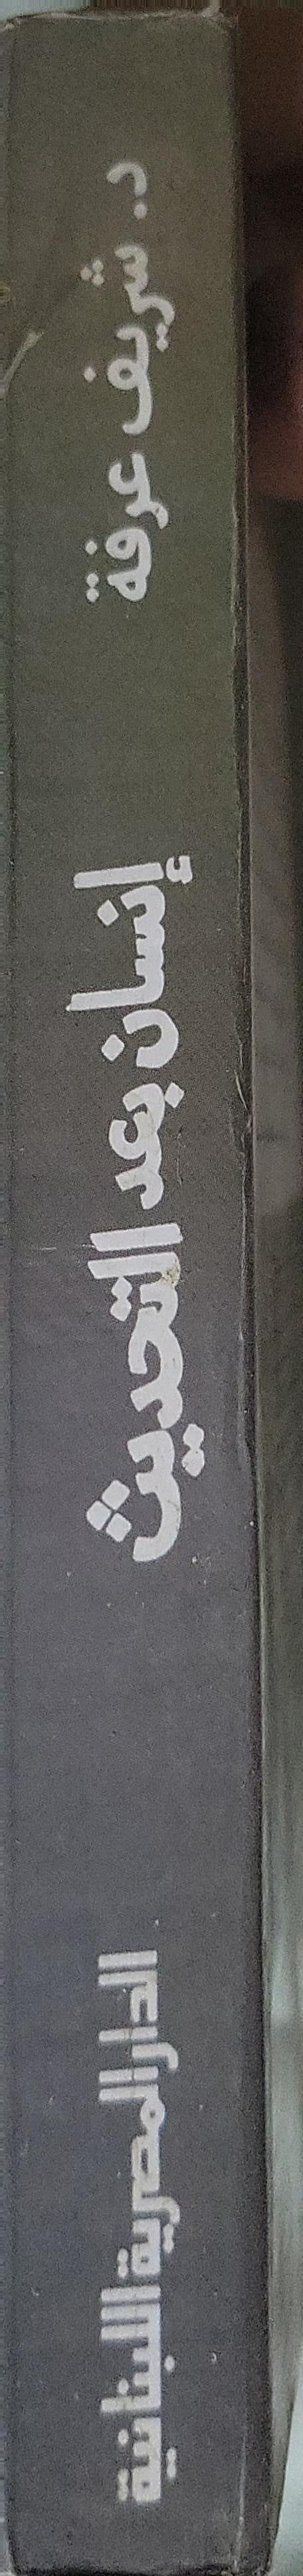 د. شريف عرفة
إنسان بعد التحديث
الدار المصرية اللبنانية